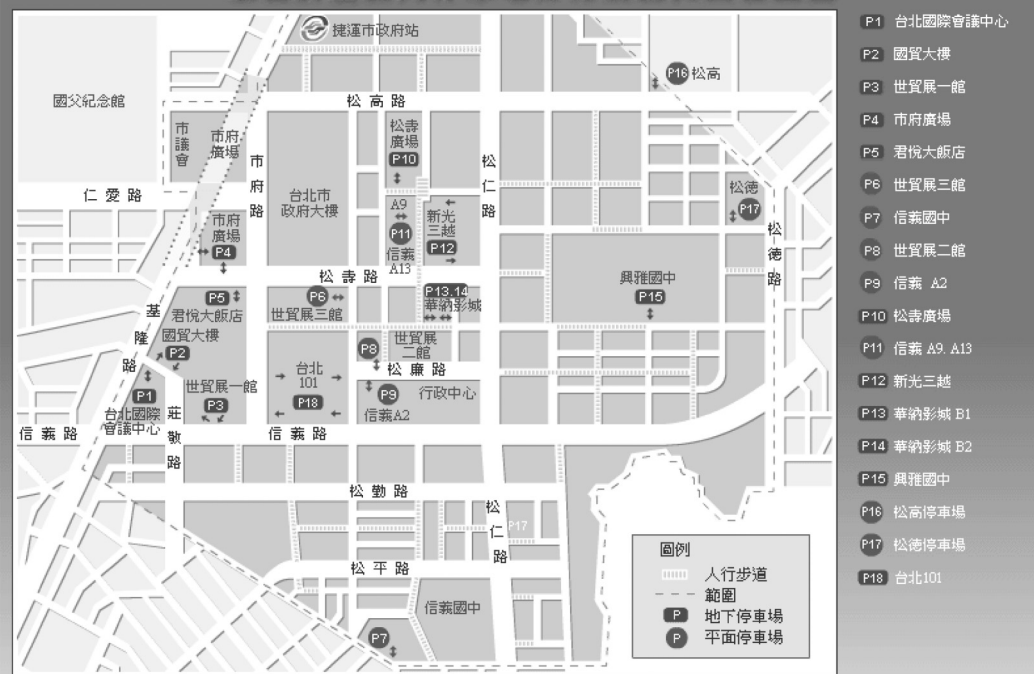 捷運市政府站
P16 松高
國父紀念館
松高路
市議會
市府廣場
市府路
松壽廣場
P10
松仁路
仁愛路
台北市
政府大樓
A9
P11
信義
A13
新光
三越
P12
松德
P17
松德路
市府
廣場
P4
松壽路
興雅國中
P15
P5
君悅大飯店
P6
世貿展三館
P13.14
華納影城
基隆路
國貿大樓
P2
P8
世貿展
二館
松廉路
台北
101
P18
P9
信義A2
行政中心
世貿展一館
P3
P1
台北國際
會議中心
莊敬路
信義路
信義路
松勤路
松仁路
P17
松平路
信義國中
P7
圖例
人行步道
範圍
P 地下停車場
P 平面停車場
P1 台北國際會議中心
P2 國貿大樓
P3 世貿展一館
P4 市府廣場
P5 君悅大飯店
P6 世貿展三館
P7 信義國中
P8 世貿展二館
P9 信義 A2
P10 松壽廣場
P11 信義 A9. A13
P12 新光三越
P13 華納影城 B1
P14 華納影城 B2
P15 興雅國中
P16 松高停車場
P17 松德停車場
P18 台北101